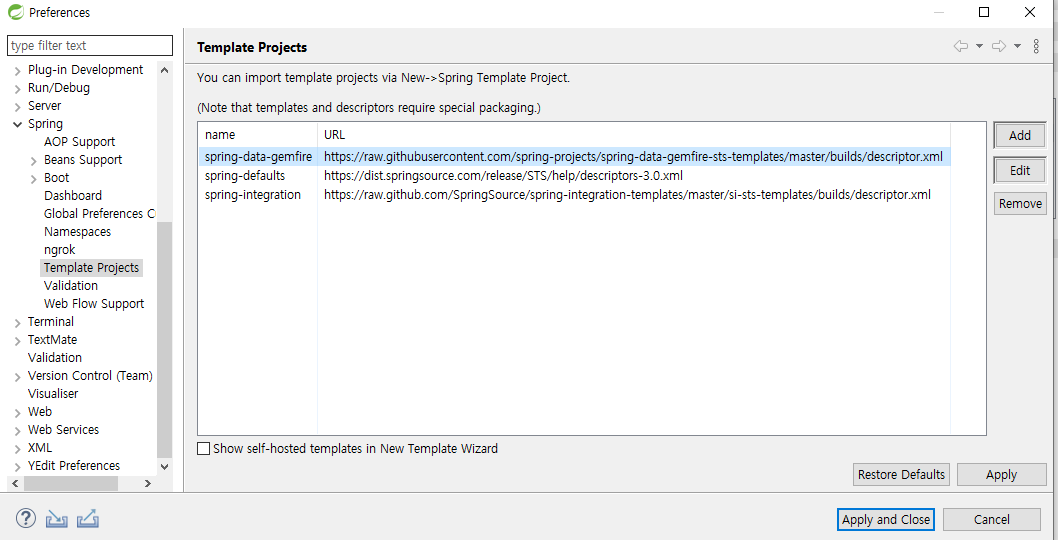 Preferences
type filter text
Plug-in Development
Run/Debug
Server
Spring
AOP Support
Beans Support
Boot
Dashboard
Global Preferences C
Namespaces
ngrok
Template Projects
Validation
Web Flow Support
Terminal
TextMate
Validation
Version Control (Team)
Visualiser
Web
Web Services
XML
YEdit Preferences
Template Projects
You can import template projects via New->Spring Template Project.
(Note that templates and descriptors require special packaging.)
name URL
spring-data-gemfire https://raw.githubusercontent.com/spring-projects/spring-data-gemfire-sts-templates/master/builds/descriptor.xml
spring-defaults https://dist.springsource.com/release/STS/help/descriptors-3.0.xml
spring-integration https://raw.github.com/SpringSource/spring-integration-templates/master/si-sts-templates/builds/descriptor.xml
Add
Edit
Remove
Show self-hosted templates in New Template Wizard
Restore Defaults Apply
Apply and Close Cancel